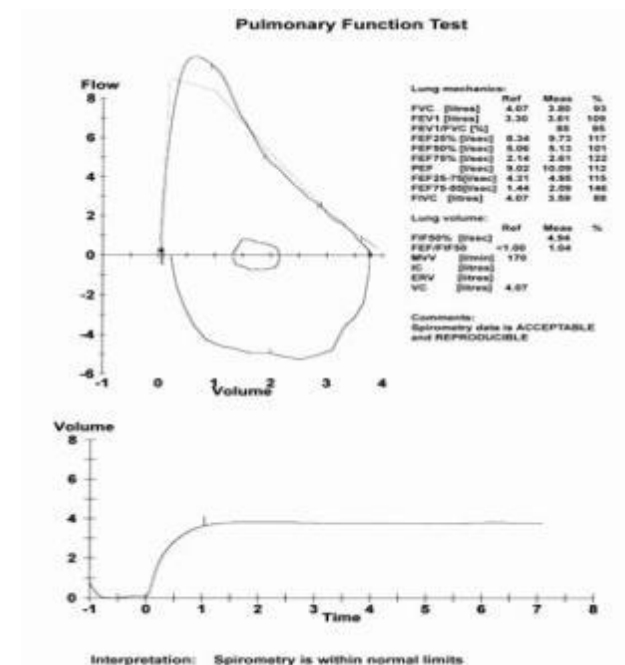 Pulmonary Function Test
Flow
8
6
4
2
0
-2
-4
-6
-1 0 1 2 3 4
Volume
Lung mechanics:
Ref Meas %
FVC [litres] 4.07 3.80 93
FEV1 [litres] 3.30 3.61 109
FEV1/FVC [%] 95
FEF25% [l/sec] 8.34 9.73 117
FEF50% [l/sec] 5.06 5.13 101
FEF75% [l/sec] 2.14 2.61 122
PEF [l/sec] 9.02 10.09 112
FEF25-75[l/sec] 4.31 4.95 115
FEF75-85[l/sec] 1.44 2.09 146
FIVC [litres] 4.07 3.59 88
Lung volume:
Ref Meas %
FIF50% [l/sec] 4.94
FEF/FIF50 <1.00 1.04
MVV [l/min] 170
IC [litres]
ERV [litres]
VC [litres] 4.07
Comments:
Spirometry data is ACCEPTABLE
and REPRODUCIBLE
Volume
8
6
4
2
0
-1 0 1 2 3 4 5 6 7 8
Time
Interpretation: Spirometry is within normal limits